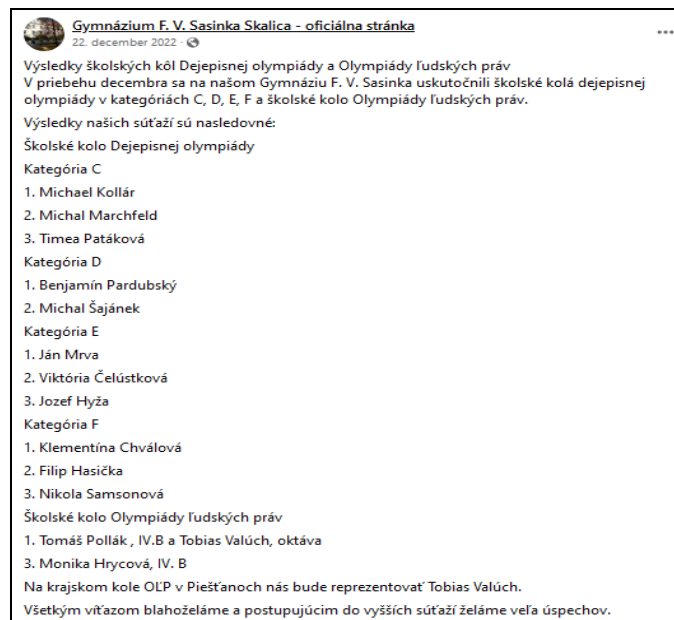 Gymnázium F. V. Sasinka Skalica - oficiálna stránka
22. december 2022 ·
Výsledky školských kôl Dejepisnej olympiády a Olympiády ľudských práv
V priebehu decembra sa na našom Gymnáziu F. V. Sasinka uskutočnili školské kolá dejepisnej
olympiády v kategóriách C, D, E, F a školské kolo Olympiády ľudských práv.
Výsledky našich súťaží sú nasledovné:
Školské kolo Dejepisnej olympiády
Kategória C
1. Michael Kollár
2. Michal Marchfeld
3. Timea Patáková
Kategória D
1. Benjamín Pardubský
2. Michal Šajánek
Kategória E
1. Ján Mrva
2. Viktória Čelústková
3. Jozef Hyža
Kategória F
1. Klementína Chválová
2. Filip Hasička
3. Nikola Samsonová
Školské kolo Olympiády ľudských práv
1. Tomáš Pollák , IV.B a Tobias Valúch, oktáva
3. Monika Hrycová, IV. B
Na krajskom kole OĽP v Piešťanoch nás bude reprezentovať Tobias Valúch.
Všetkým víťazom blahoželáme a postupujúcim do vyšších súťaží želáme veľa úspechov.